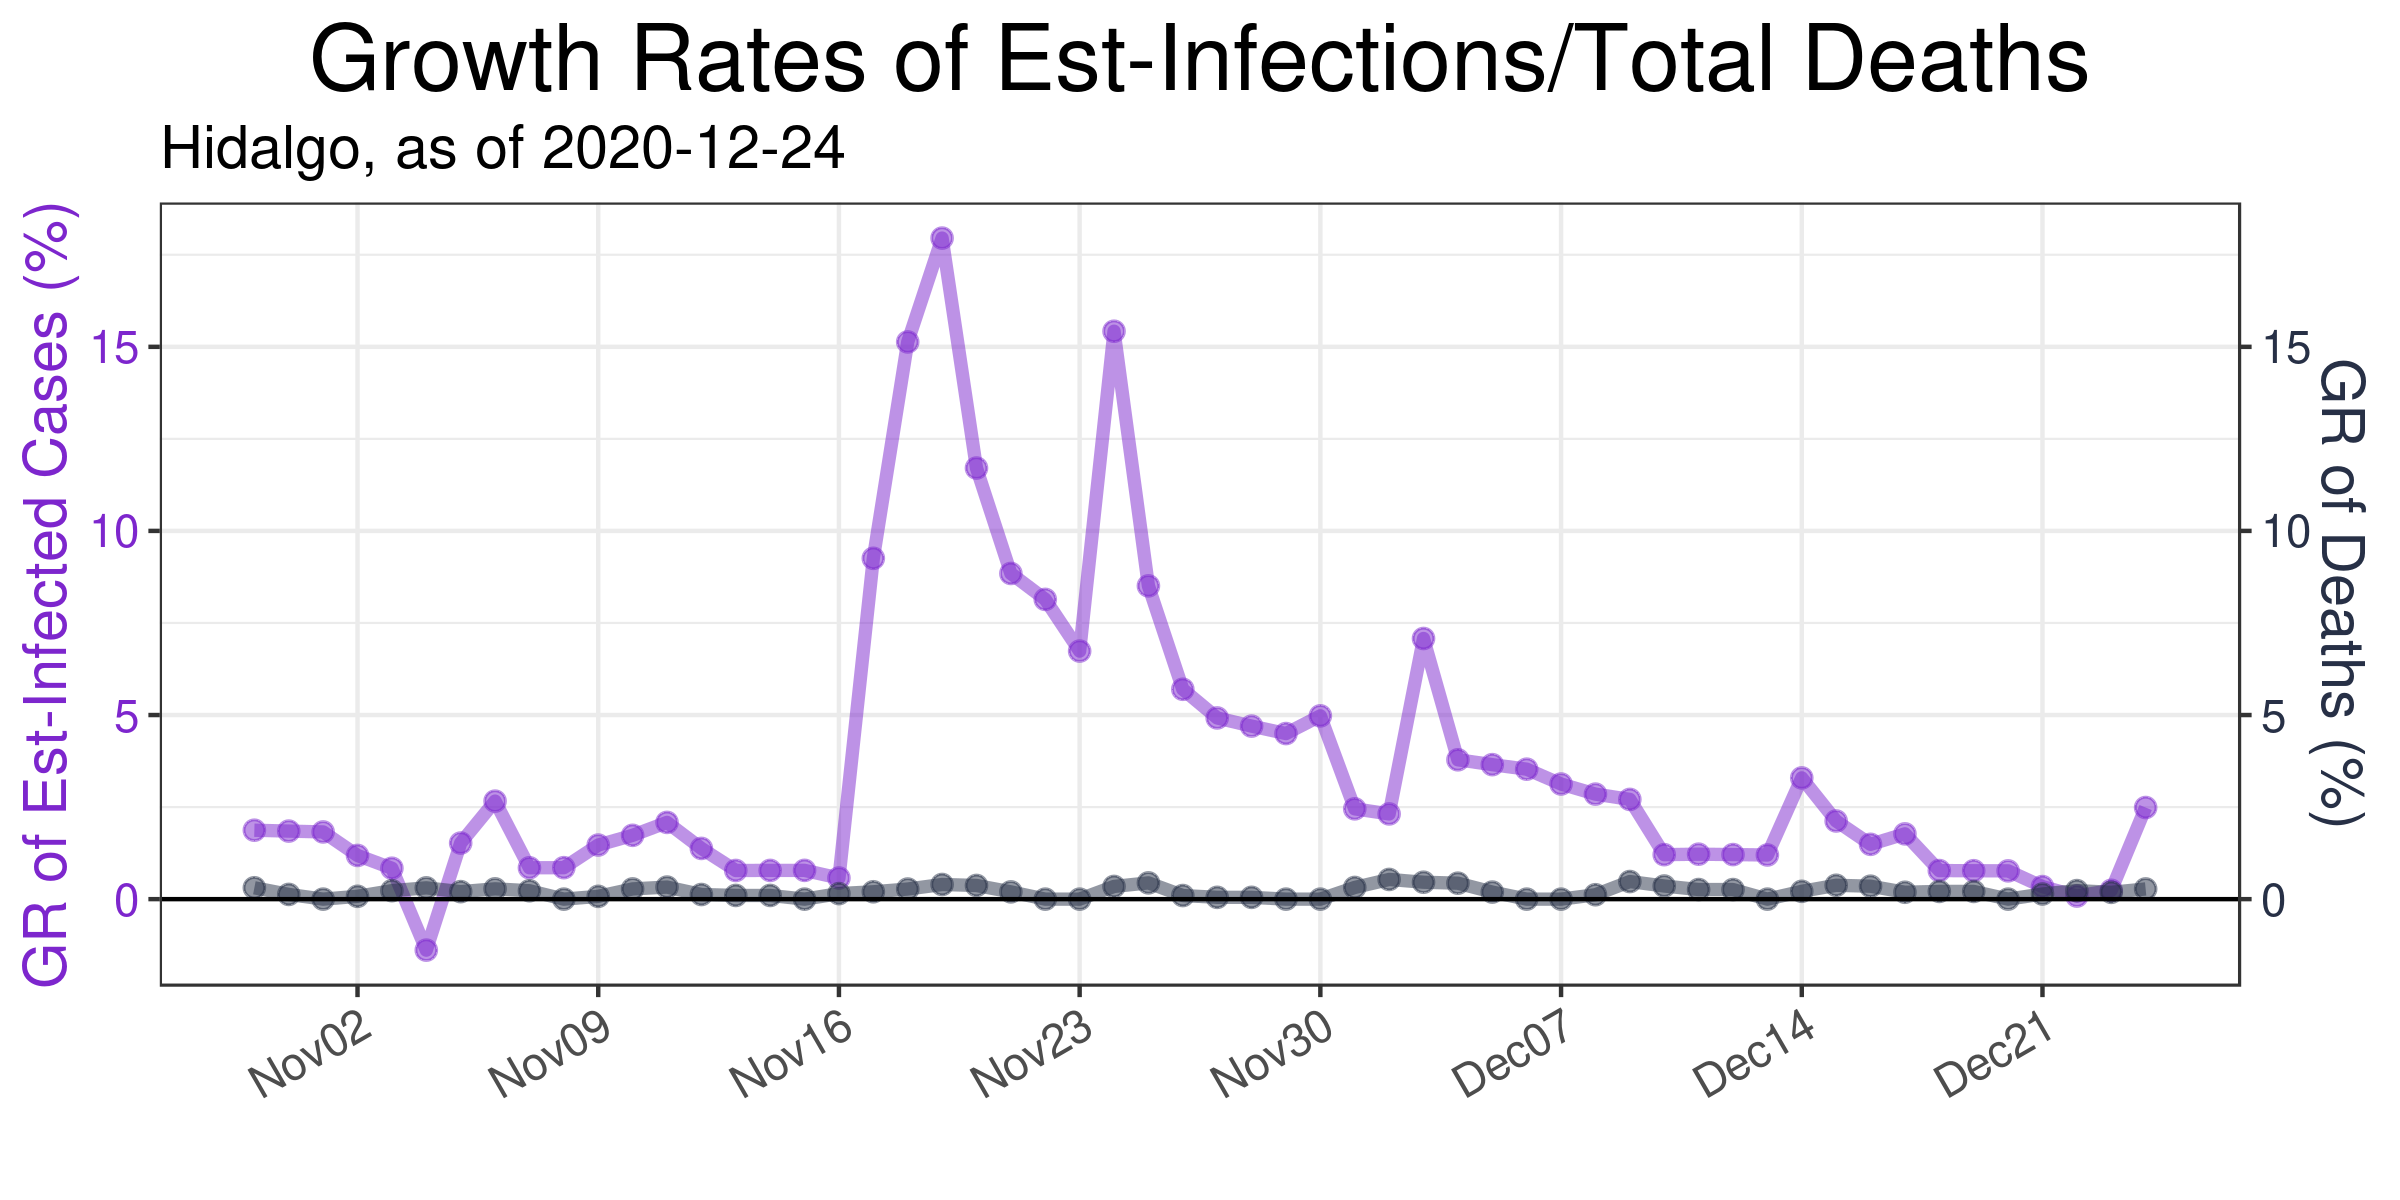 Growth Rates of Est-Infections/Total Deaths
Hidalgo, as of 2020-12-24
GR of Est-Infected Cases (%)
15
10
5
0
15
10
5
0
GR of Deaths (%)
Nov02
Nov09
Nov16
Nov23
Nov30
Dec07
Dec14
Dec21